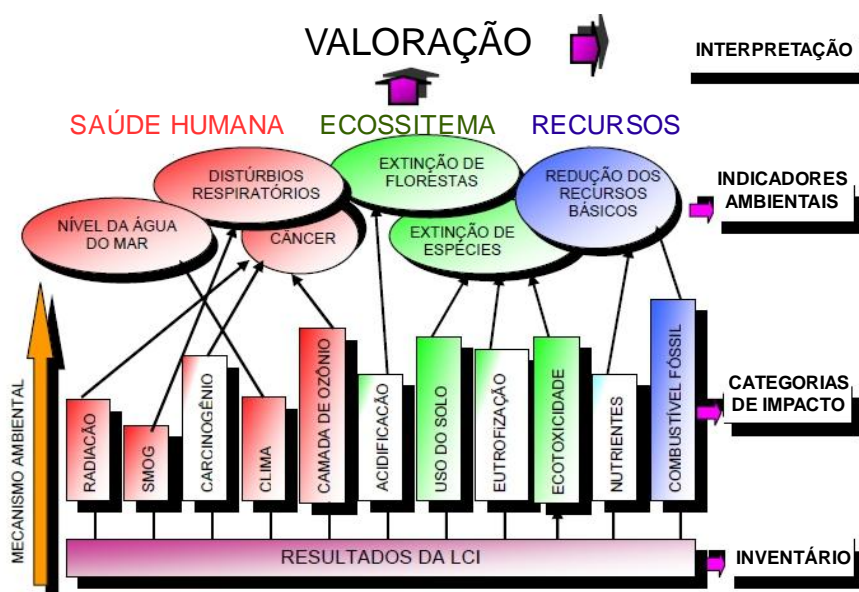 VALORAÇÃO
INTERPRETAÇÃO
SAÚDE HUMANA
ECOSSITEMA
RECURSOS
DISTÚRBIOS
RESPIRATÓRIOS
EXTINÇÃO DE
FLORESTAS
REDUÇÃO DOS
RECURSOS
BÁSICOS
INDICADORES
AMBIENTAIS
NÍVEL DA ÁGUA
DO MAR
CÂNCER
EXTINÇÃO DE
ESPÉCIES
MECANISMO AMBIENTAL
RADIACÃO
SMOG
CARCINOGÊNIO
CLIMA
CAMADA DE OZÔNIO
ACIDIFICACÃO
USO DO SOLO
EUTROFIZAÇÃO
ECOTOXICIDADE
NUTRIENTES
COMBUSTÍVEL FÓSSIL
CATEGORIAS
DE IMPACTO
RESULTADOS DA LCI
INVENTÁRIO